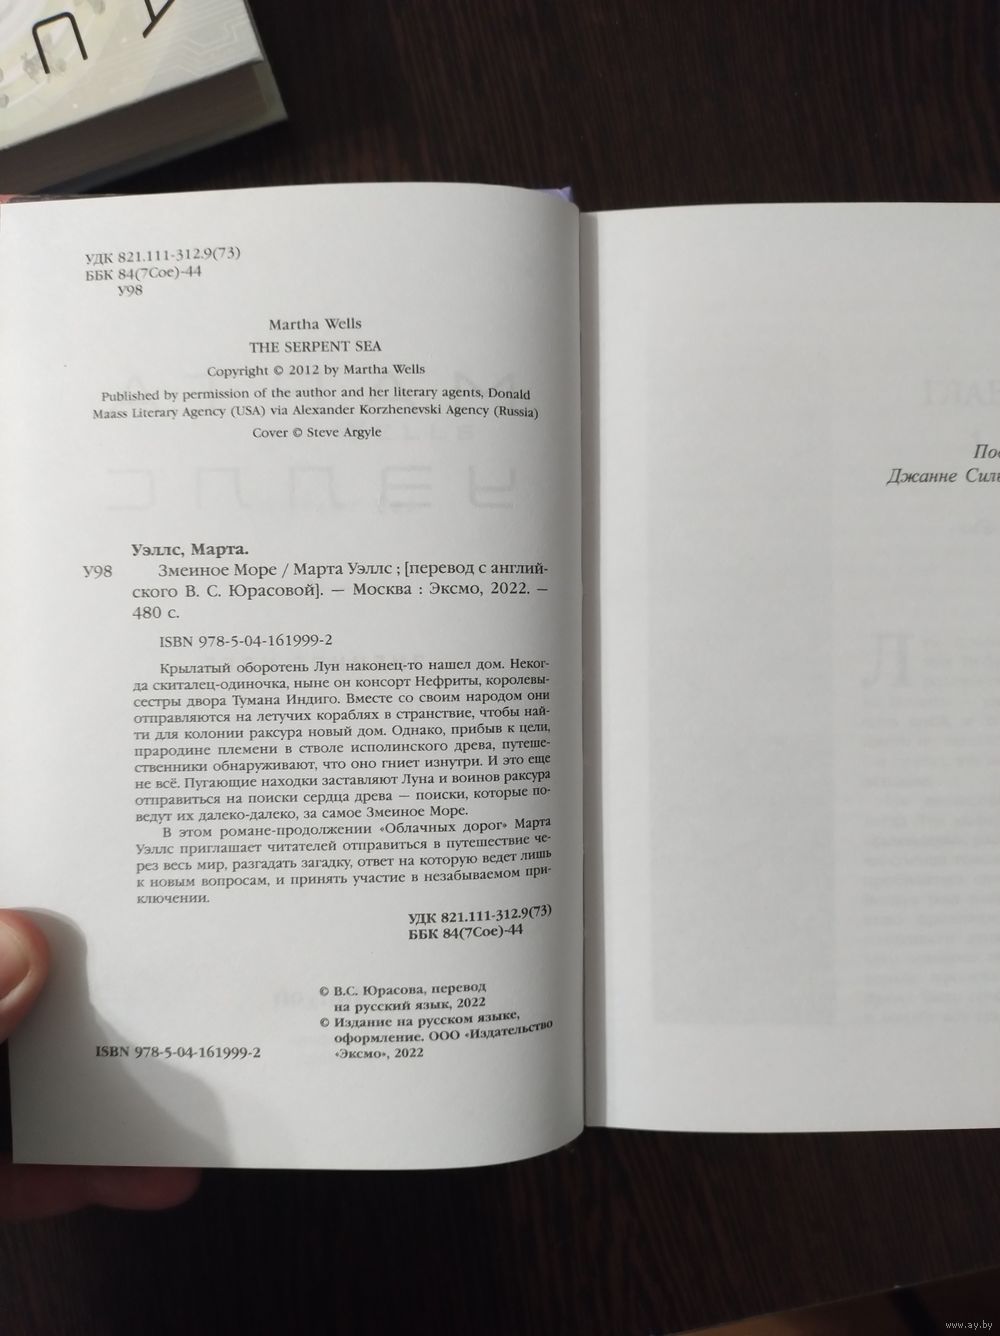 УДК 821.111-312.9(73)
ББК 84(7Сое)-44
У98
Martha Wells
THE SERPENT SEA
Copyright © 2012 by Martha Wells
Published by permission of the author and her literary agents, Donald
Maass Literary Agency (USA) via Alexander Korzhenevski Agency (Russia)
Cover © Steve Argyle
Уэллс, Марта.
У98 Змеиное Море / Марта Уэллс ; [перевод с англий-
ского В. С. Юрасовой]. — Москва : Эксмо, 2022. —
480 с.
ISBN 978-5-04-161999-2
Крылатый оборотень Лун наконец-то нашел дом. Неког-
да скиталец-одиночка, ныне он консорт Нефриты, королевы-
сестры двора Тумана Индиго. Вместе со своим народом они
отправляются на летучих кораблях в странствие, чтобы най-
ти для колонии раксура новый дом. Однако, прибыв к цели,
прародине племени в стволе исполинского древа, путеше-
ственники обнаруживают, что оно гниет изнутри. И это еще
не всё. Пугающие находки заставляют Луна и воинов раксура
отправиться на поиски сердца древа — поиски, которые по-
ведут их далеко-далеко, за самое Змеиное Море.
В этом романе-продолжении «Облачных дорог» Марта
Уэллс приглашает читателей отправиться в путешествие че-
рез весь мир, разгадать загадку, ответ на которую ведет лишь
к новым вопросам, и принять участие в незабываемом при-
ключении.
УДК 821.111-312.9(73)
ББК 84(7Сое)-44
© В.С. Юрасова, перевод
на русский язык, 2022
© Издание на русском языке,
оформление. ООО «Издательство
ISBN 978-5-04-161999-2 «Эксмо», 2022
Джанне
www.ay.by